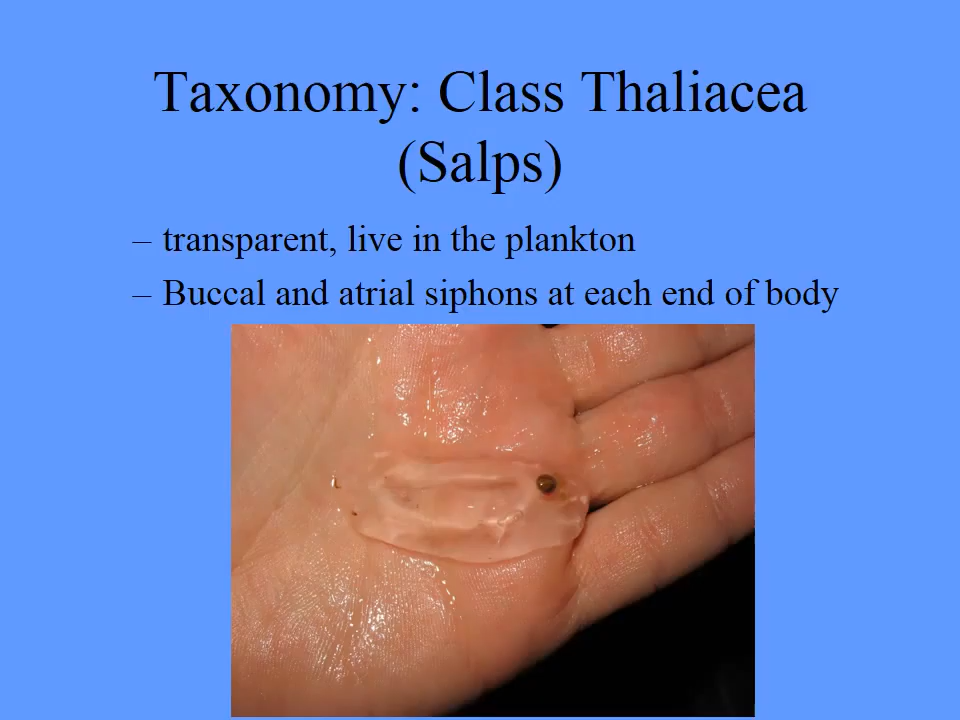 Taxonomy: Class Thaliacea
(Salps)
– transparent, live in the plankton
– Buccal and atrial siphons at each end of body